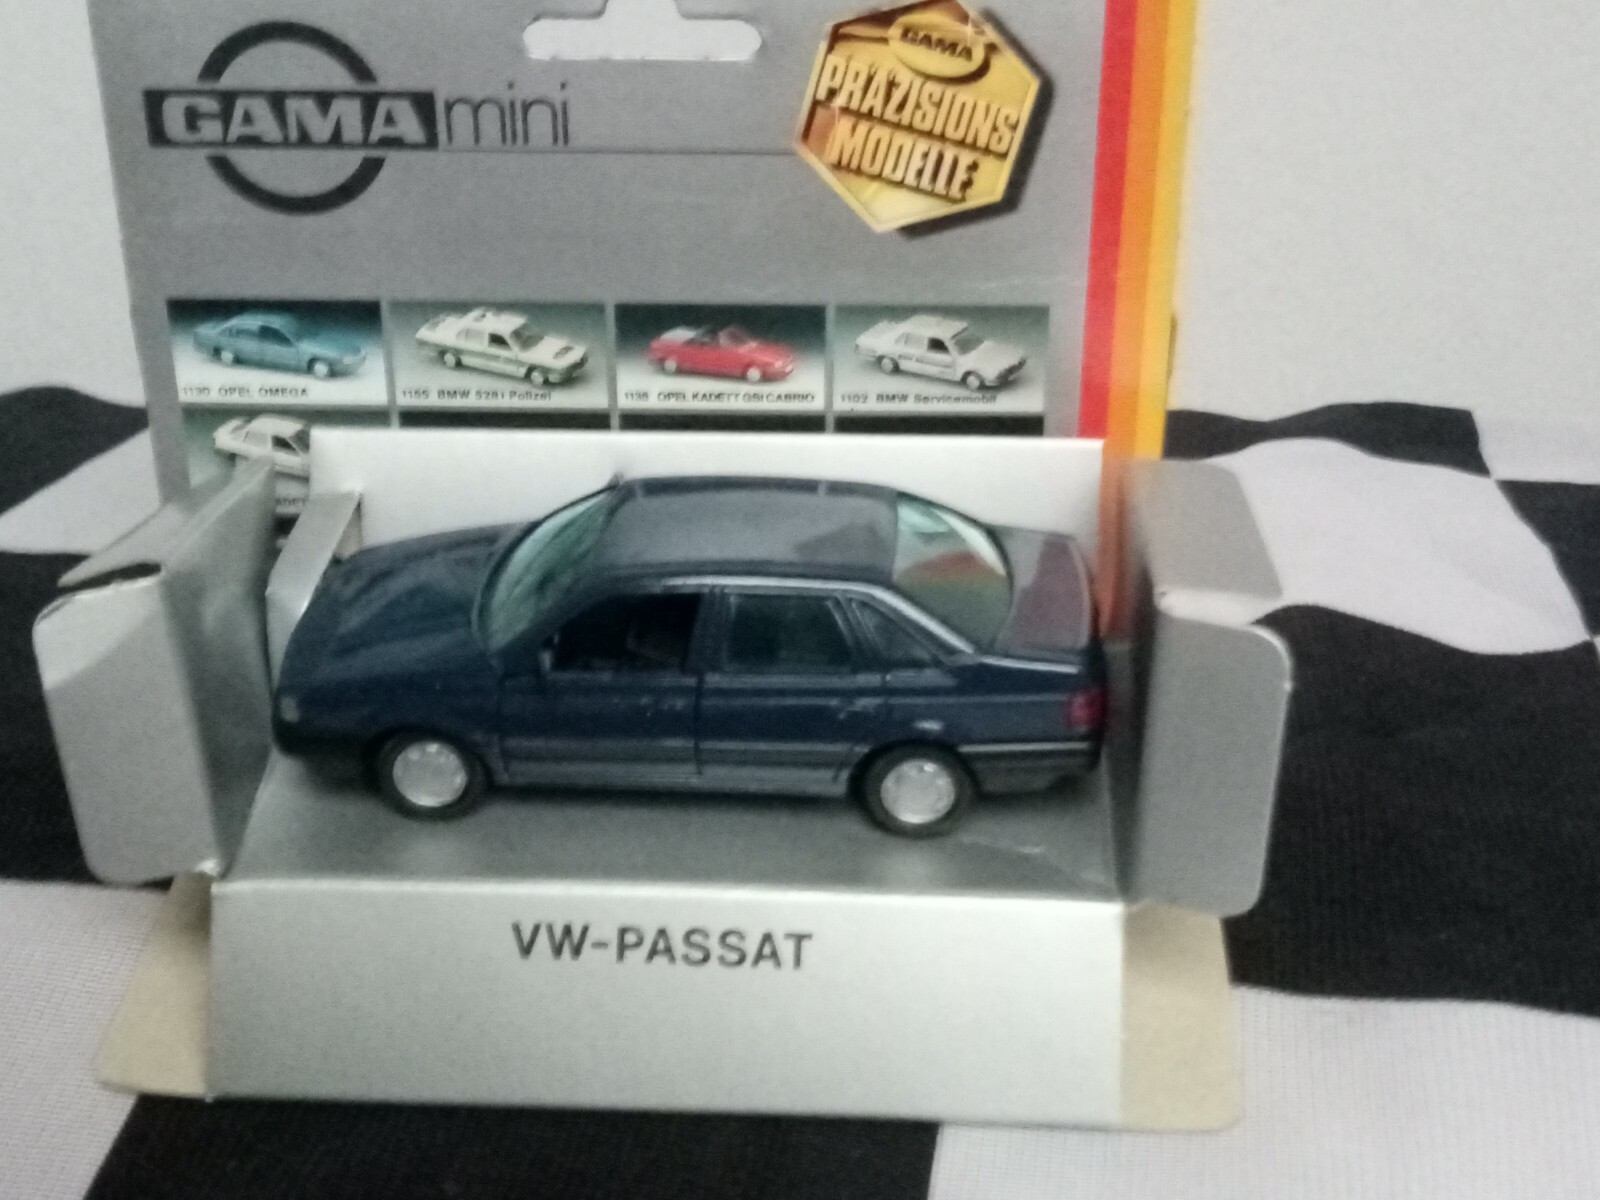 GAMA mini
GAMA
PRÄZISIONS
MODELLE
1130 OPEL OMEGA
1155 BMW 528i Polizei
1138 OPEL KADETT GSI CABRIO
1102 BMW Servicemobil
VW-PASSAT